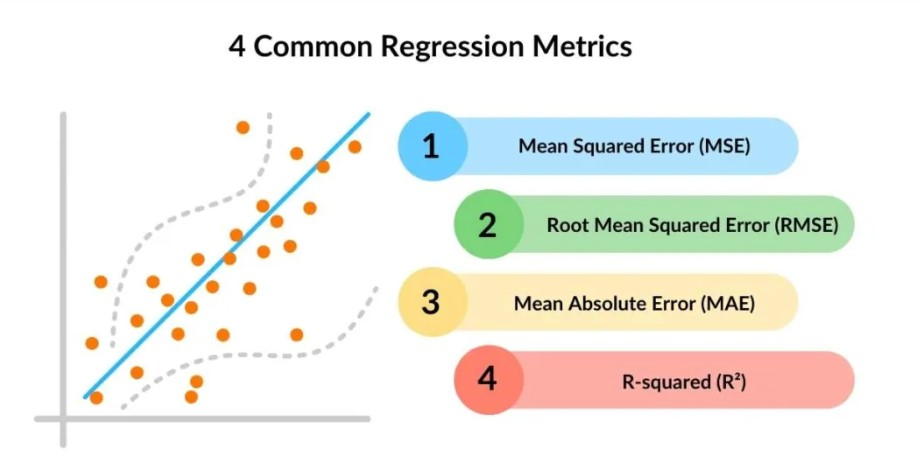 4 Common Regression Metrics
1
Mean Squared Error (MSE)
2
Root Mean Squared Error (RMSE)
3
Mean Absolute Error (MAE)
4
R-squared (R²)